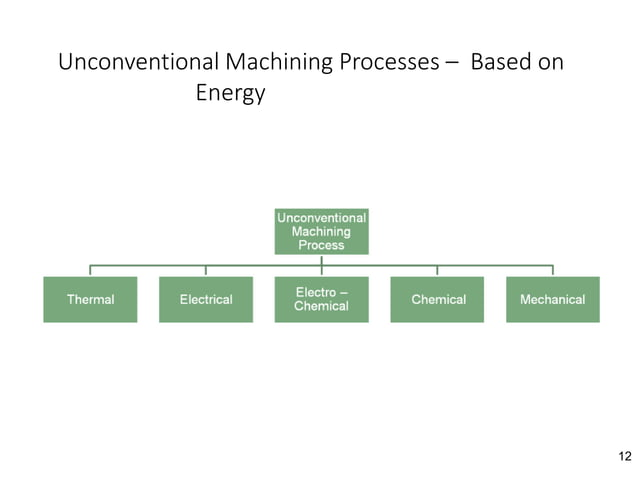 Unconventional Machining Processes – Based on
Energy
Unconventional
Machining
Process
Thermal
Electrical
Electro –
Chemical
Chemical
Mechanical
12